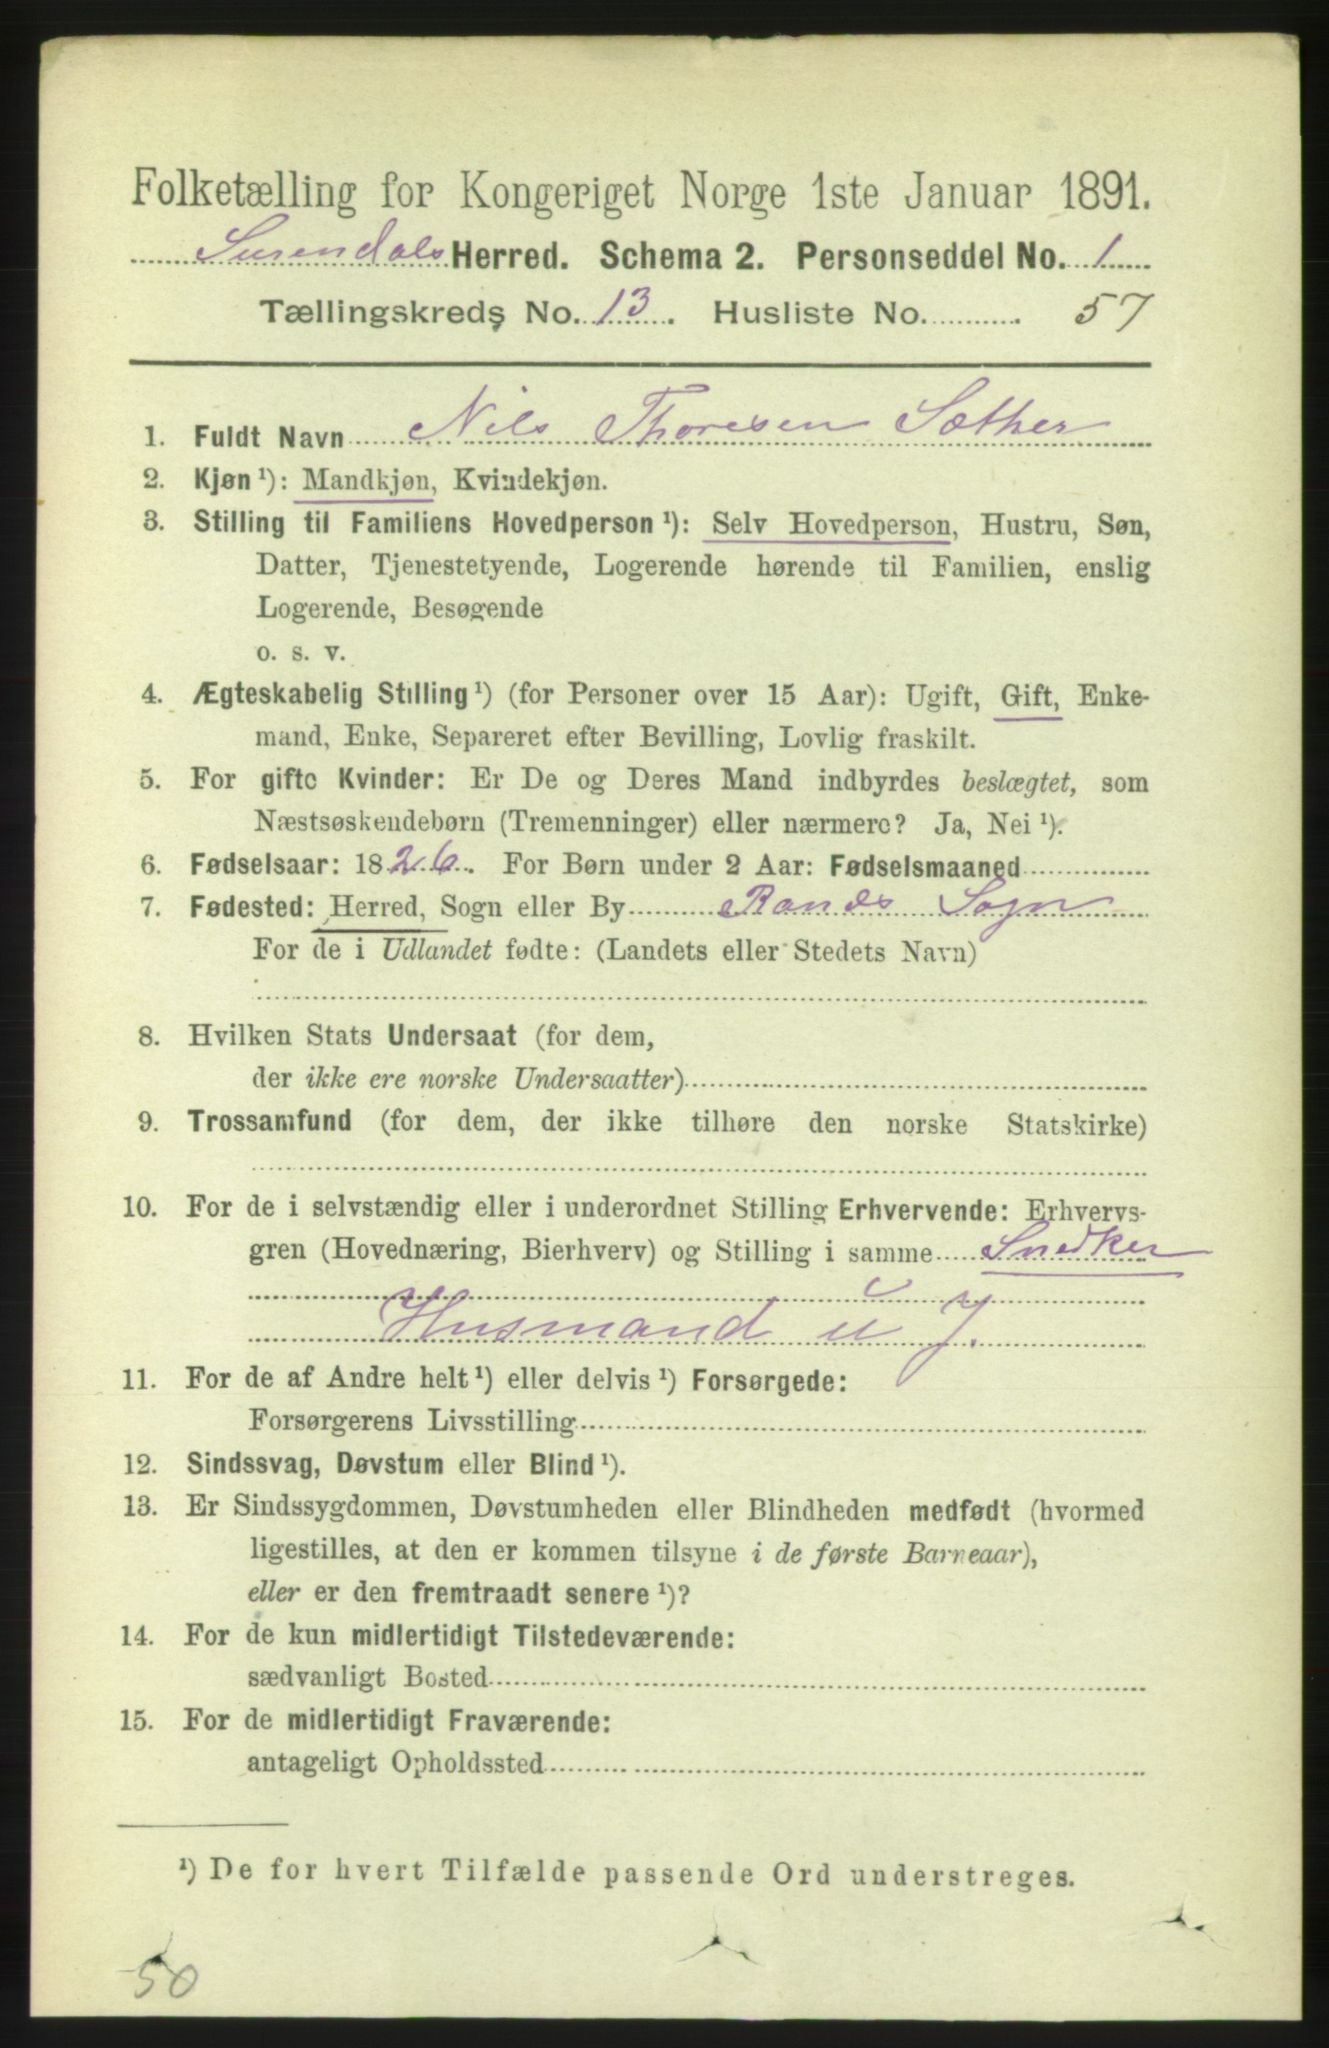 Folketælling for Kongeriget Norge 1ste Januar 1891.
Surendals Herred. Schema 2. Personseddel No. 1
Tællingskreds No. 13. Husliste No. 57
1. Fuldt Navn Nils Thoresen Sæther
2. Kjøn ¹): Mandkjøn, Kvindekjøn.
3. Stilling til Familiens Hovedperson ¹): Selv Hovedperson, Hustru, Søn,
Datter, Tjenestetyende, Logerende hørende til Familien, enslig
Logerende, Besøgende
o. s. v.
4. Ægteskabelig Stilling ¹) (for Personer over 15 Aar): Ugift, Gift, Enke-
mand, Enke, Separeret efter Bevilling, Lovlig fraskilt.
5. For gifte Kvinder: Er De og Deres Mand indbyrdes beslægtet, som
Næstsøskendebørn (Tremenninger) eller nærmere? Ja, Nei ¹).
6. Fødselsaar: 1826. For Børn under 2 Aar: Fødselsmaaned
7. Fødested: Herred, Sogn eller By Rands Sogn
For de i Udlandet fødte: (Landets eller Stedets Navn)
8. Hvilken Stats Undersaat (for dem,
der ikke ere norske Undersaatter)
9. Trossamfund (for dem, der ikke tilhøre den norske Statskirke)
10. For de i selvstændig eller i underordnet Stilling Erhvervende: Erhvervs-
gren (Hovednæring, Bierhverv) og Stilling i samme Snedker
Husmand u J.
11. For de af Andre helt ¹) eller delvis ¹) Forsørgede:
Forsørgerens Livsstilling
12. Sindssvag, Døvstum eller Blind ¹).
13. Er Sindssygdommen, Døvstumheden eller Blindheden medfødt (hvormed
ligestilles, at den er kommen tilsyne i de første Barneaar),
eller er den fremtraadt senere ¹)?
14. For de kun midlertidigt Tilstedeværende:
sædvanligt Bosted
15. For de midlertidigt Fraværende:
antageligt Opholdssted
¹) De for hvert Tilfælde passende Ord understreges.
50